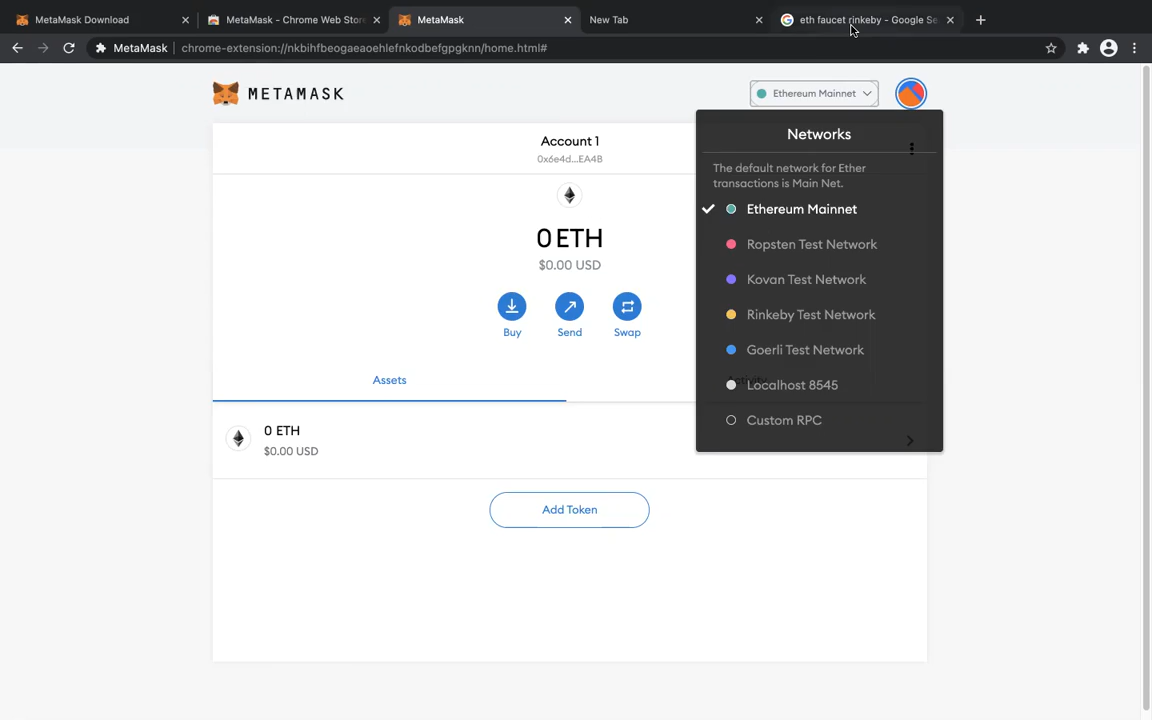 MetaMask Download
MetaMask - Chrome Web Store
MetaMask
New Tab
eth faucet rinkeby - Google Se
MetaMask
chrome-extension://nkbihfbeogaeaoehlefnkodbefgpgknn/home.html#
METAMASK
Ethereum Mainnet
Account 1
0x6e4d...EA4B
0 ETH
$0.00 USD
Buy
Send
Swap
Assets
0 ETH
$0.00 USD
Add Token
Networks
The default network for Ether
transactions is Main Net.
Ethereum Mainnet
Ropsten Test Network
Kovan Test Network
Rinkeby Test Network
Goerli Test Network
Localhost 8545
Custom RPC